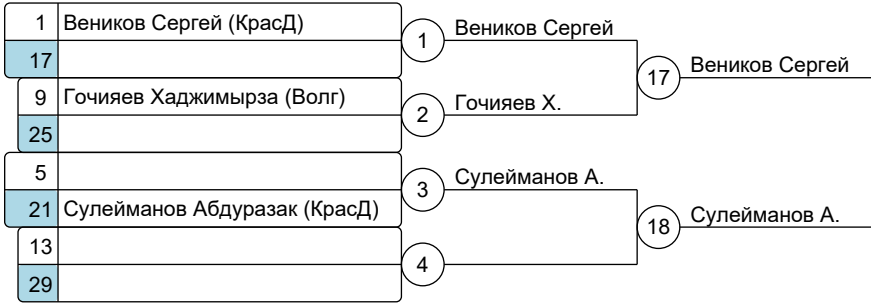 1 Веников Сергей (КрасД)
17
9 Гочияев Хаджимырза (Волг)
25
5
21 Сулейманов Абдуразак (КрасД)
13
29
1 Веников Сергей
2 Гочияев Х.
3 Сулейманов А.
4
17 Веников Сергей
18 Сулейманов А.